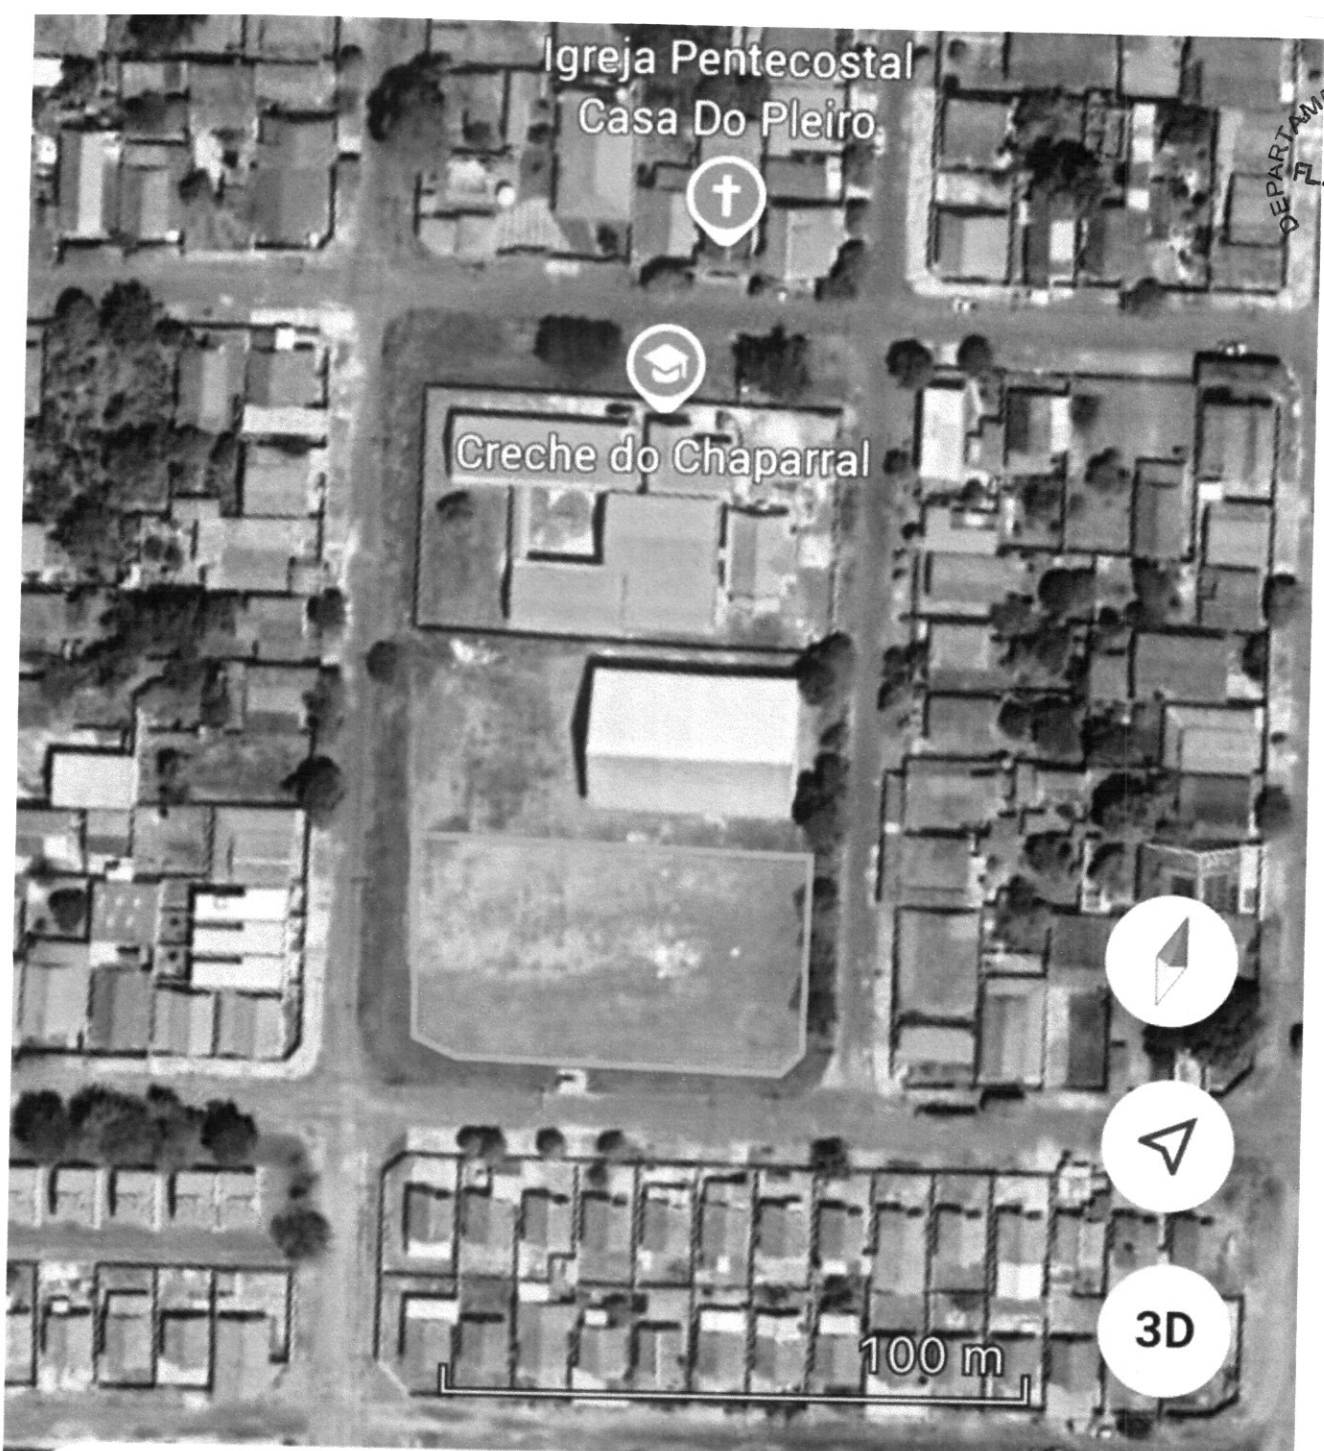 Igreja Pentecostal
Casa Do Pleiro
Creche do Chaparral
3D
100 m